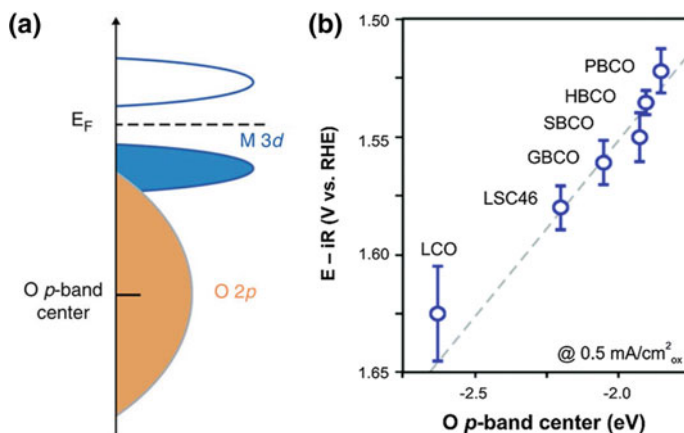 (a)
E_F
M 3d
O 2p
O p-band
center
(b)
E – iR (V vs. RHE)
1.50
1.55
1.60
1.65
PBCO
HBCO
SBCO
GBCO
LSC46
LCO
@ 0.5 mA/cm²ox
-2.5
-2.0
O p-band center (eV)